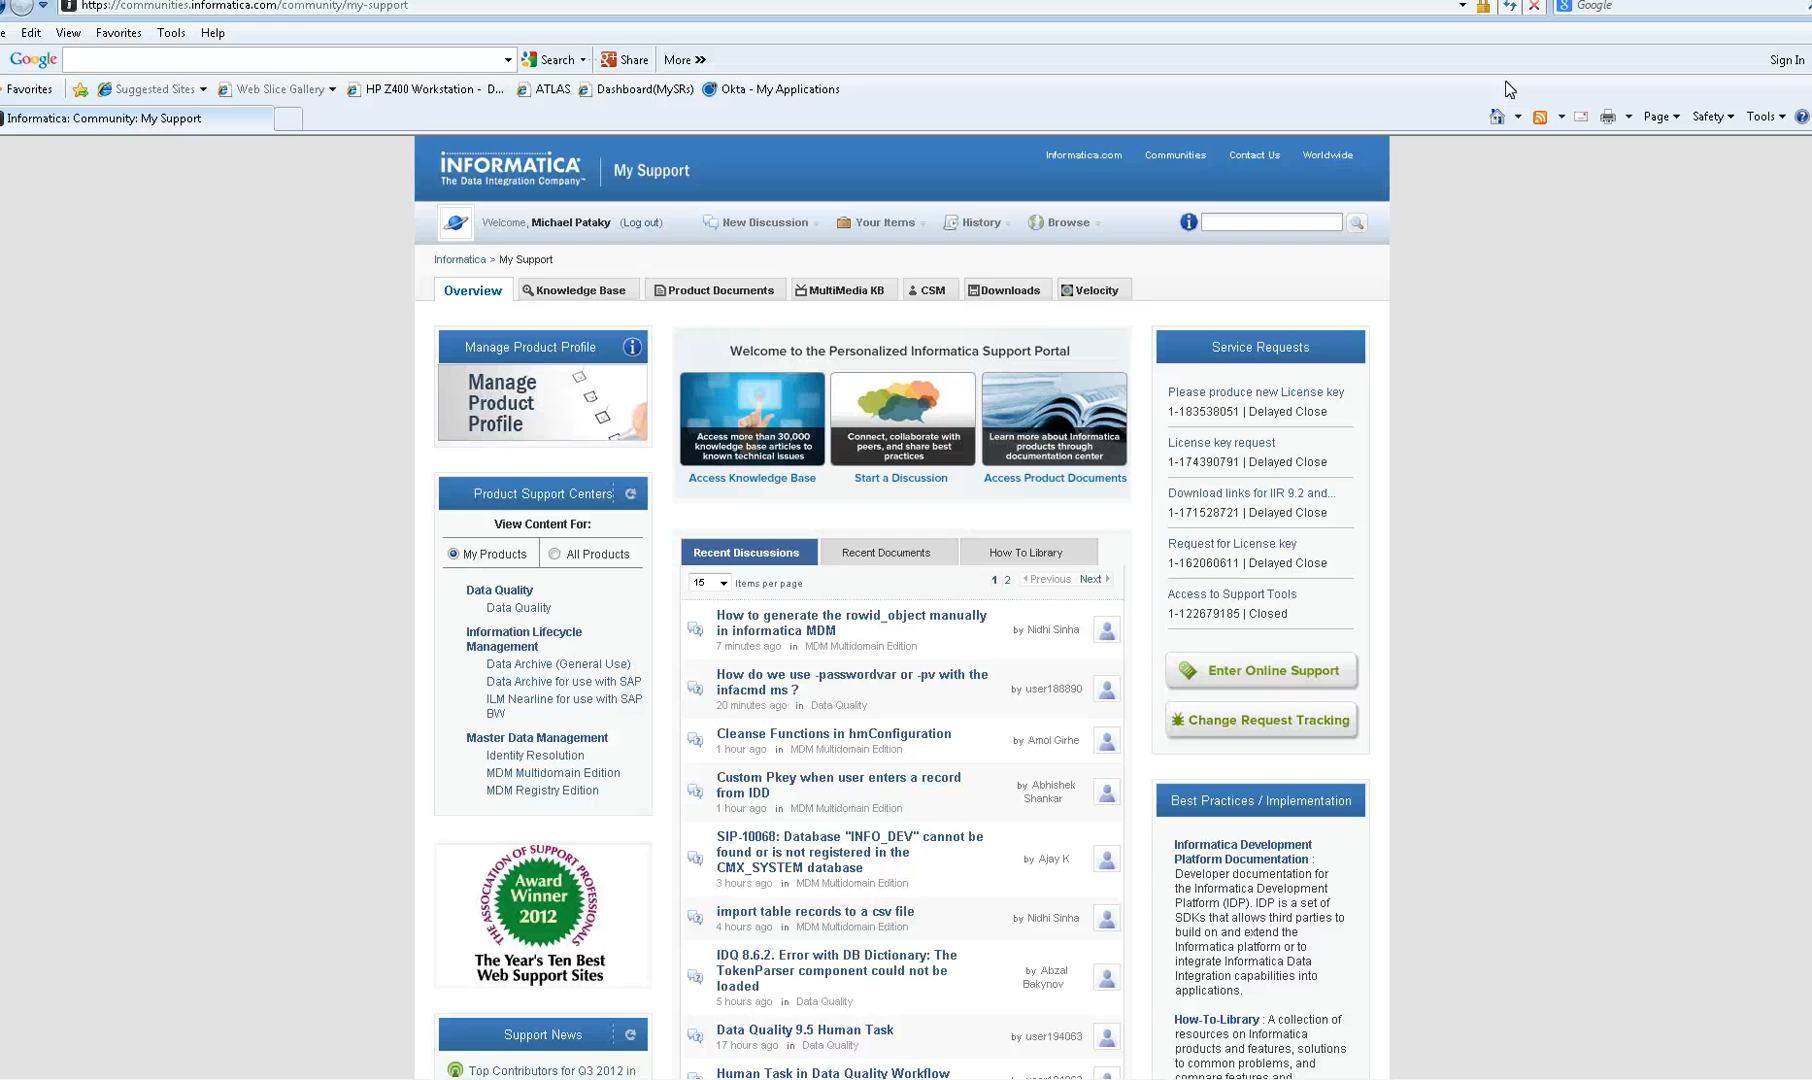 https://communities.informatica.com/community/my-support
Google
Edit View Favorites Tools Help
Google Search Share More »
Sign In
Favorites Suggested Sites Web Slice Gallery HP Z400 Workstation - D... ATLAS Dashboard(MySRs) Okta - My Applications
Informatica: Community: My Support
Page Safety Tools
INFORMATICA
The Data Integration Company™
My Support
Informatica.com Communities Contact Us Worldwide
Welcome, Michael Pataky (Log out) New Discussion Your Items History Browse
Informatica > My Support
Overview Knowledge Base Product Documents MultiMedia KB CSM Downloads Velocity
Manage Product Profile
Manage
Product
Profile
Product Support Centers
View Content For:
My Products All Products
Data Quality
Data Quality
Information Lifecycle
Management
Data Archive (General Use)
Data Archive for use with SAP
ILM Nearline for use with SAP
BW
Master Data Management
Identity Resolution
MDM Multidomain Edition
MDM Registry Edition
THE ASSOCIATION OF SUPPORT PROFESSIONALS
Award
Winner
2012
The Year's Ten Best
Web Support Sites
Support News
Top Contributors for Q3 2012 in
Welcome to the Personalized Informatica Support Portal
Access more than 30,000
knowledge base articles to
known technical issues
Access Knowledge Base
Connect, collaborate with
peers, and share best
practices
Start a Discussion
Learn more about Informatica
products through
documentation center
Access Product Documents
Recent Discussions Recent Documents How To Library
15 Items per page
1 2 Previous Next
How to generate the rowid_object manually
in informatica MDM
7 minutes ago in MDM Multidomain Edition
by Nidhi Sinha
How do we use -passwordvar or -pv with the
infacmd ms ?
20 minutes ago in Data Quality
by user188890
Cleanse Functions in hmConfiguration
1 hour ago in MDM Multidomain Edition
by Amol Girhe
Custom Pkey when user enters a record
from IDD
1 hour ago in MDM Multidomain Edition
by Abhishek
Shankar
SIP-10068: Database "INFO_DEV" cannot be
found or is not registered in the
CMX_SYSTEM database
3 hours ago in MDM Multidomain Edition
by Ajay K
import table records to a csv file
4 hours ago in MDM Multidomain Edition
by Nidhi Sinha
IDQ 8.6.2. Error with DB Dictionary: The
TokenParser component could not be
loaded
5 hours ago in Data Quality
by Abzal
Bakynov
Data Quality 9.5 Human Task
17 hours ago in Data Quality
by user194063
Human Task in Data Quality Workflow
Service Requests
Please produce new License key
1-183538051 | Delayed Close
License key request
1-174390791 | Delayed Close
Download links for IIR 9.2 and...
1-171528721 | Delayed Close
Request for License key
1-162060611 | Delayed Close
Access to Support Tools
1-122679185 | Closed
Enter Online Support
Change Request Tracking
Best Practices / Implementation
Informatica Development
Platform Documentation :
Developer documentation for
the Informatica Development
Platform (IDP). IDP is a set of
SDKs that allows third parties to
build on and extend the
Informatica platform or to
integrate Informatica Data
Integration capabilities into
applications.
How-To-Library : A collection of
resources on Informatica
products and features, solutions
to common problems, and
compare features and